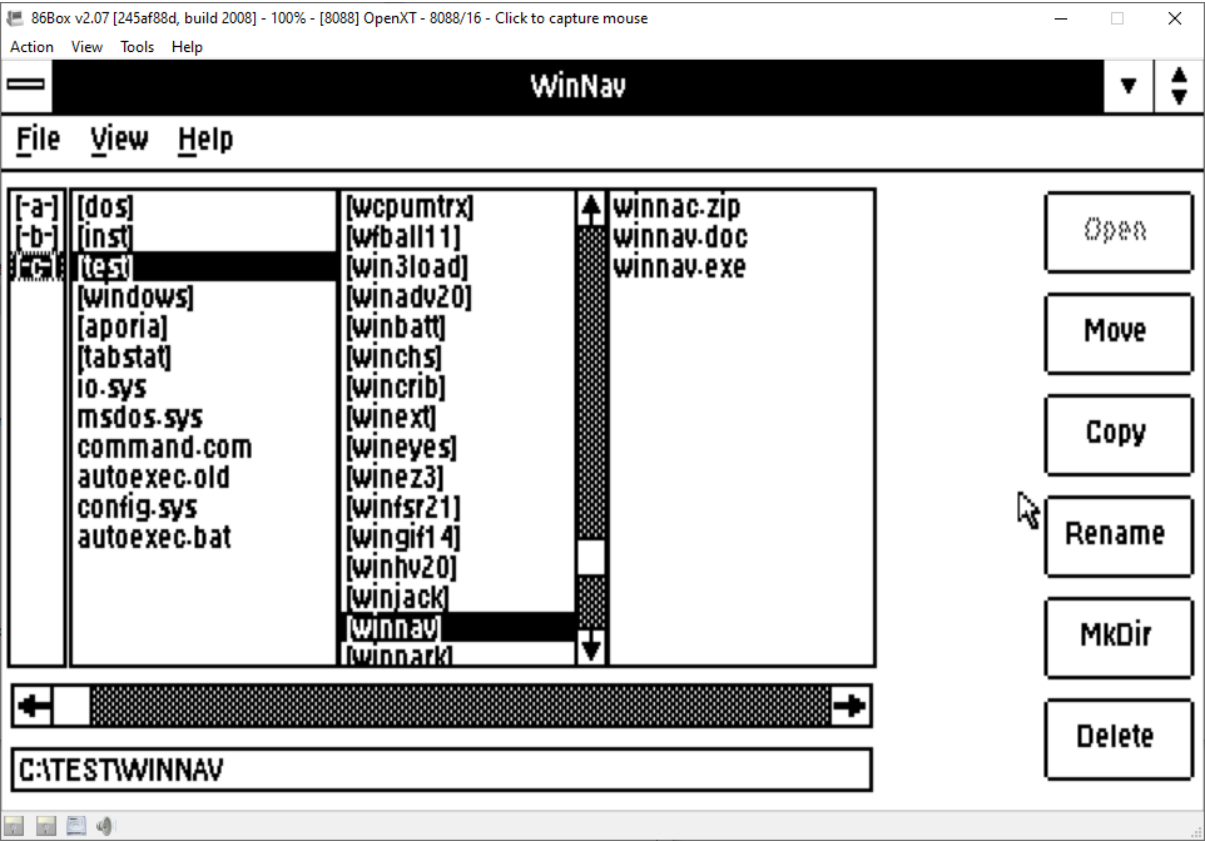 86Box v2.07 [245af88d, build 2008] - 100% - [8088] OpenXT - 8088/16 - Click to capture mouse
Action View Tools Help
WinNav
File View Help
[-a-]
[-b-]
[-c-]
[dos]
[inst]
[test]
[windows]
[aporia]
[tabstat]
io.sys
msdos.sys
command.com
autoexec.old
config.sys
autoexec.bat
[wcpumtrx]
[wfball11]
[win3load]
[winadv20]
[winbatt]
[winchs]
[wincrib]
[winext]
[wineyes]
[winez3]
[winfsr21]
[wingif14]
[winhv20]
[winjack]
[winnav]
[winnark]
winnac.zip
winnav.doc
winnav.exe
Open
Move
Copy
Rename
MkDir
Delete
C:\TEST\WINNAV